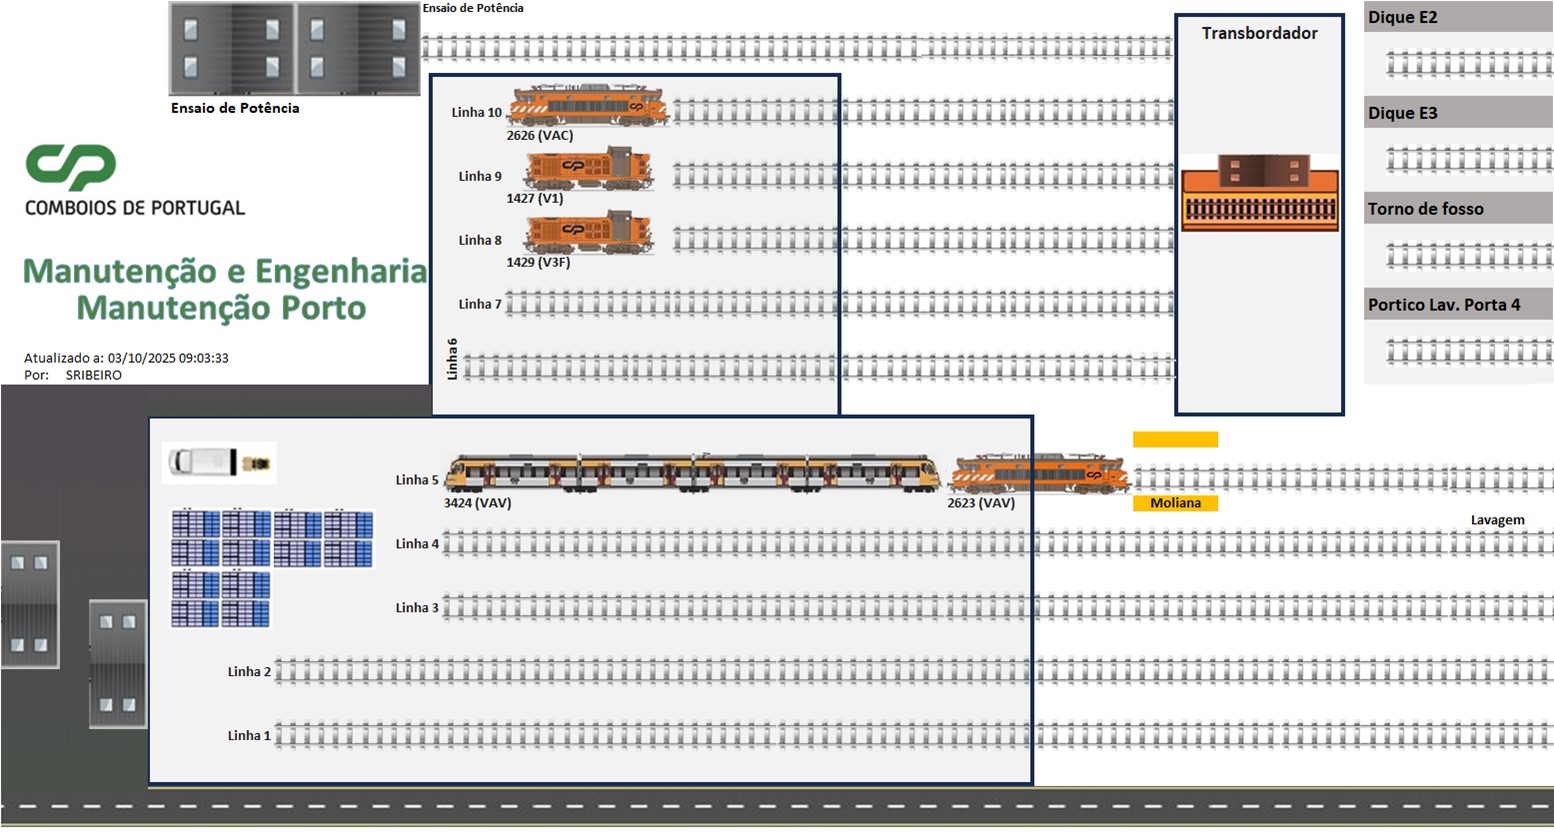 Ensaio de Potência
Ensaio de Potência
Transbordador
Dique E2
Dique E3
Torno de fosso
Portico Lav. Porta 4
CP
COMBOIOS DE PORTUGAL
Manutenção e Engenharia
Manutenção Porto
Atualizado a: 03/10/2025 09:03:33
Por: SRIBEIRO
Linha 10
2626 (VAC)
Linha 9
1427 (V1)
Linha 8
1429 (V3F)
Linha 7
Linha6
Linha 5
3424 (VAV)
2623 (VAV)
Moliana
Lavagem
Linha 4
Linha 3
Linha 2
Linha 1